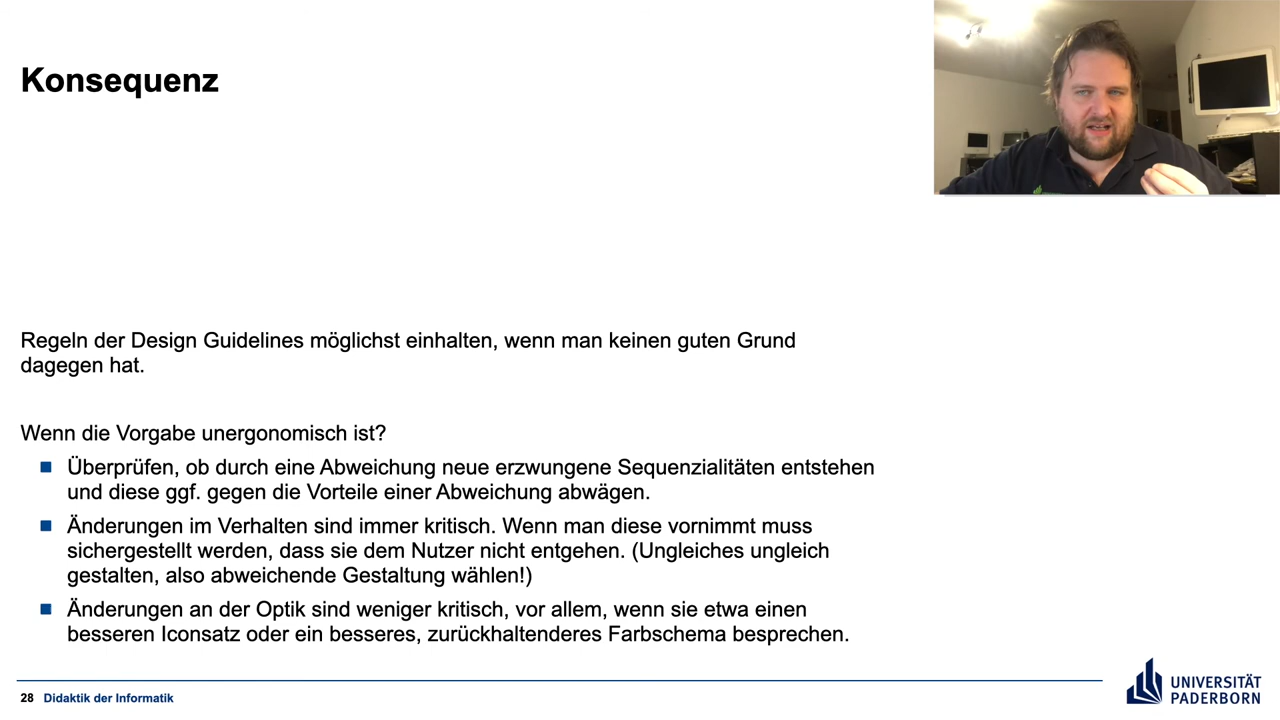 Konsequenz
Regeln der Design Guidelines möglichst einhalten, wenn man keinen guten Grund
dagegen hat.
Wenn die Vorgabe unergonomisch ist?
Überprüfen, ob durch eine Abweichung neue erzwungene Sequenzialitäten entstehen
und diese ggf. gegen die Vorteile einer Abweichung abwägen.
Änderungen im Verhalten sind immer kritisch. Wenn man diese vornimmt muss
sichergestellt werden, dass sie dem Nutzer nicht entgehen. (Ungleiches ungleich
gestalten, also abweichende Gestaltung wählen!)
Änderungen an der Optik sind weniger kritisch, vor allem, wenn sie etwa einen
besseren Iconsatz oder ein besseres, zurückhaltenderes Farbschema besprechen.
28 Didaktik der Informatik
UNIVERSITÄT
PADERBORN